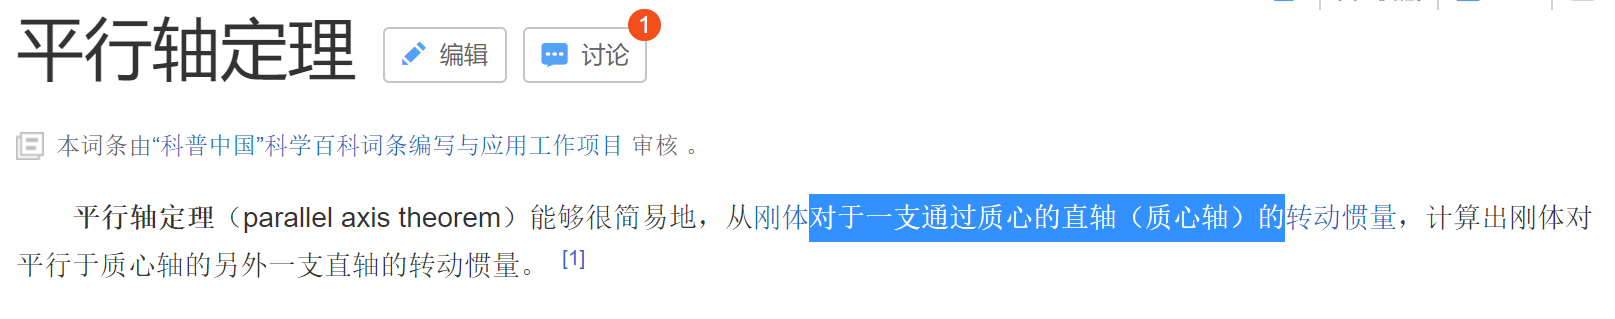 平行轴定理
编辑
讨论
1
本词条由“科普中国”科学百科词条编写与应用工作项目 审核 。
平行轴定理（parallel axis theorem）能够很简易地，从刚体对于一支通过质心的直轴（质心轴）的转动惯量，计算出刚体对
平行于质心轴的另外一支直轴的转动惯量。 [1]